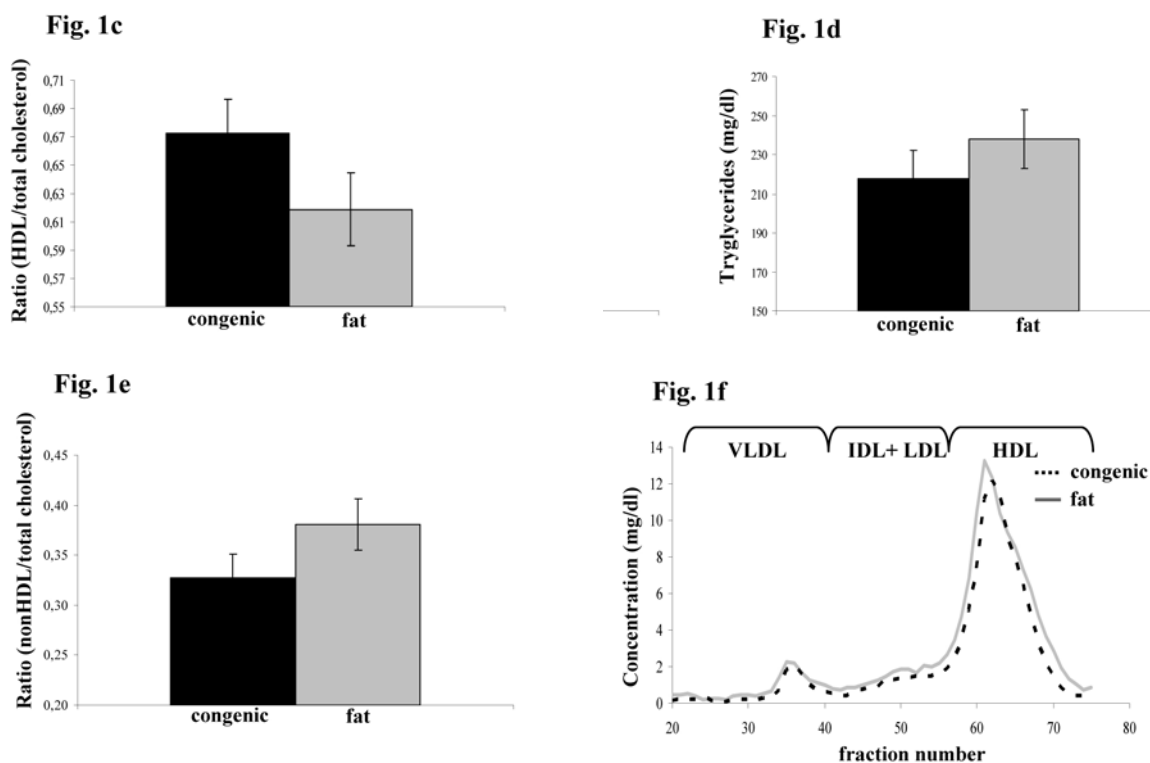 Fig. 1c
Ratio (HDL/total cholesterol)
0,71
0,69
0,67
0,65
0,63
0,61
0,59
0,57
0,55
congenic fat
Fig. 1d
Tryglycerides (mg/dl)
270
250
230
210
190
170
150
congenic fat
Fig. 1e
Ratio (nonHDL/total cholesterol)
0,45
0,40
0,35
0,30
0,25
0,20
congenic fat
Fig. 1f
VLDL IDL+ LDL HDL
congenic
fat
Concentration (mg/dl)
14
12
10
8
6
4
2
0
20 30 40 50 60 70 80
fraction number